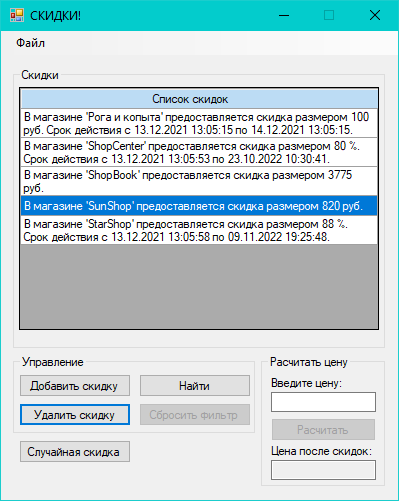 СКИДКИ!
Файл
Скидки
Список скидок
В магазине 'Рога и копыта' предоставляется скидка размером 100
руб. Срок действия с 13.12.2021 13:05:15 по 14.12.2021 13:05:15.
В магазине 'ShopCenter' предоставляется скидка размером 80 %.
Срок действия с 13.12.2021 13:05:53 по 23.10.2022 10:30:41.
В магазине 'ShopBook' предоставляется скидка размером 3775
руб.
В магазине 'SunShop' предоставляется скидка размером 820 руб.
В магазине 'StarShop' предоставляется скидка размером 88 %.
Срок действия с 13.12.2021 13:05:58 по 09.11.2022 19:25:48.
Управление
Добавить скидку
Найти
Удалить скидку
Сбросить фильтр
Случайная скидка
Расчитать цену
Введите цену:
Расчитать
Цена после скидок: